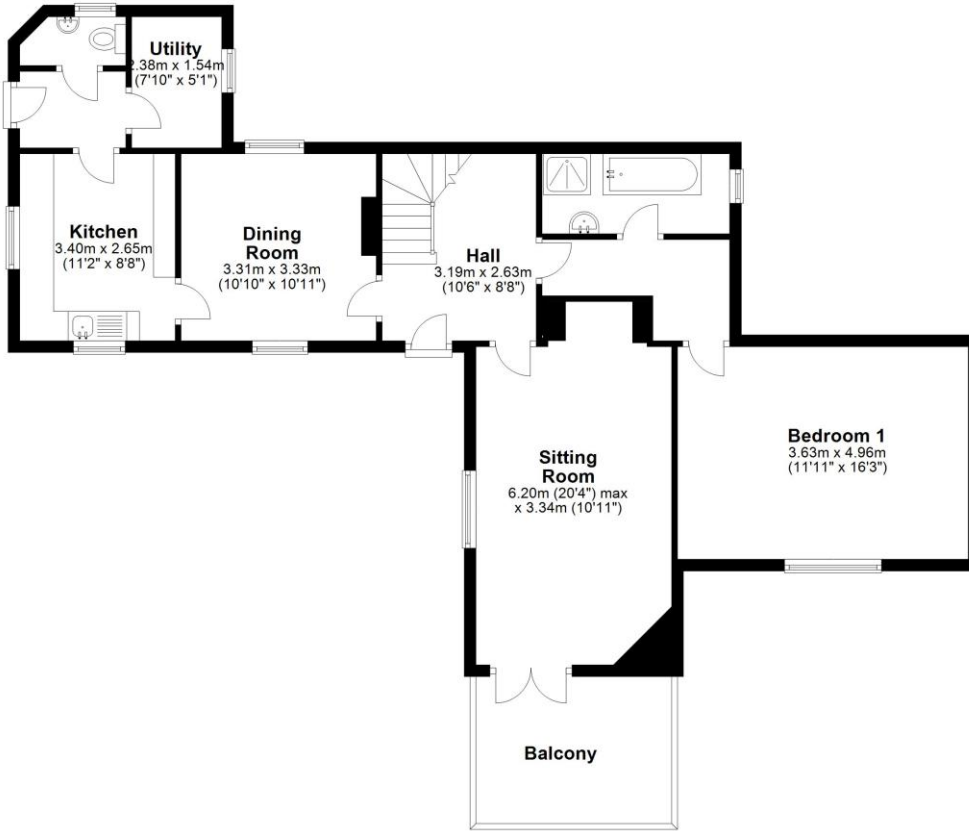 Utility
2.38m x 1.54m
(7'10" x 5'1")
Kitchen
3.40m x 2.65m
(11'2" x 8'8")
Dining
Room
3.31m x 3.33m
(10'10" x 10'11")
Hall
3.19m x 2.63m
(10'6" x 8'8")
Sitting
Room
6.20m (20'4") max
x 3.34m (10'11")
Bedroom 1
3.63m x 4.96m
(11'11" x 16'3")
Balcony